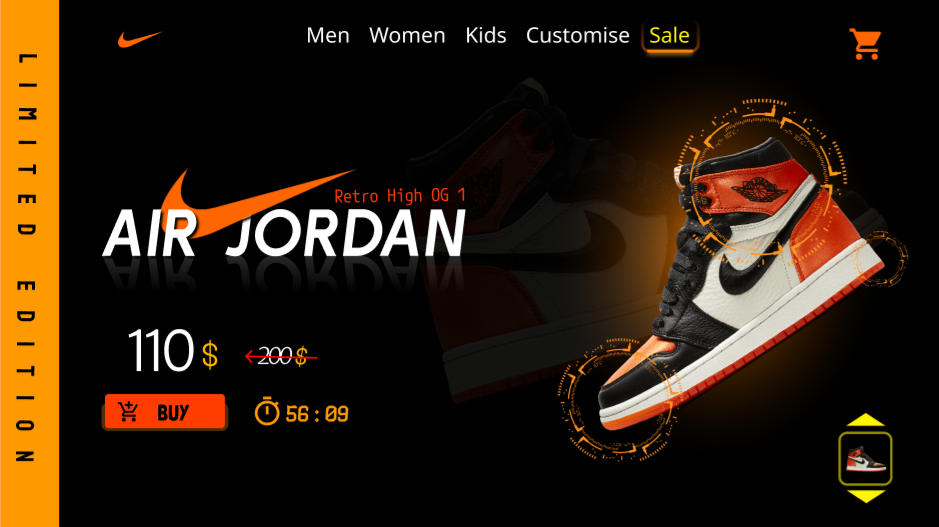 LIMITED EDITION
Men Women Kids Customise Sale
Retro High OG 1
AIR JORDAN
110 $
200 $
BUY
56 : 09